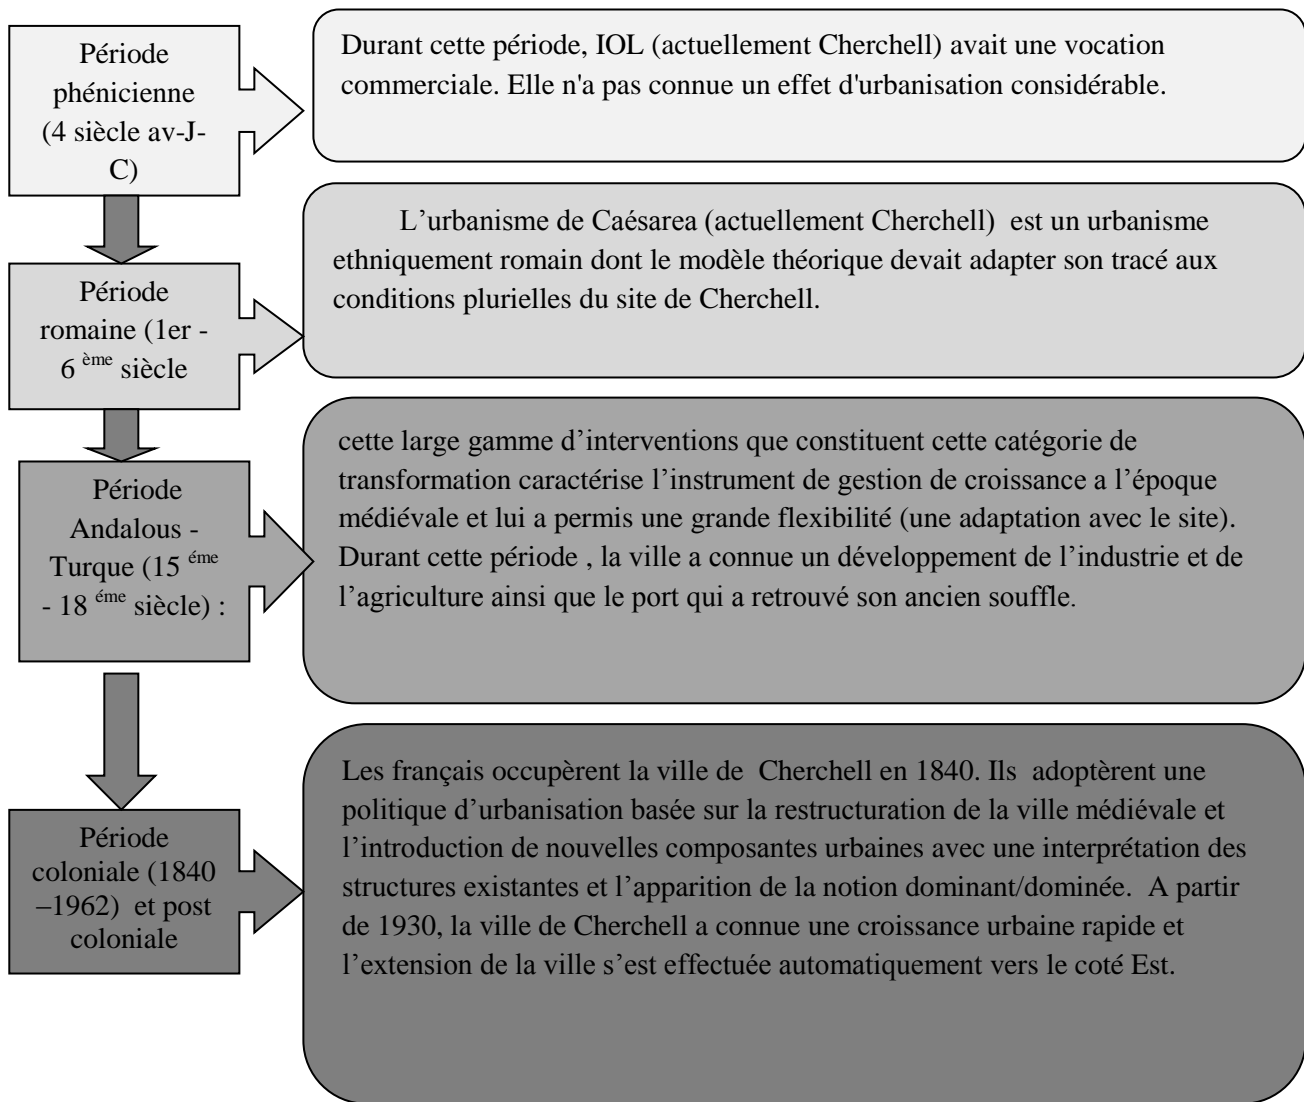 Période
phénicienne
(4 siècle av-J-
C)
Durant cette période, IOL (actuellement Cherchell) avait une vocation
commerciale. Elle n'a pas connue un effet d'urbanisation considérable.
Période
romaine (1er -
6 ème siècle
L’urbanisme de Caésarea (actuellement Cherchell) est un urbanisme
ethniquement romain dont le modèle théorique devait adapter son tracé aux
conditions plurielles du site de Cherchell.
Période
Andalous -
Turque (15 éme
- 18 éme siècle) :
cette large gamme d’interventions que constituent cette catégorie de
transformation caractérise l’instrument de gestion de croissance a l’époque
médiévale et lui a permis une grande flexibilité (une adaptation avec le site).
Durant cette période , la ville a connue un développement de l’industrie et de
l’agriculture ainsi que le port qui a retrouvé son ancien souffle.
Période
coloniale (1840
–1962) et post
coloniale
Les français occupèrent la ville de Cherchell en 1840. Ils adoptèrent une
politique d’urbanisation basée sur la restructuration de la ville médiévale et
l’introduction de nouvelles composantes urbaines avec une interprétation des
structures existantes et l’apparition de la notion dominant/dominée. A partir
de 1930, la ville de Cherchell a connue une croissance urbaine rapide et
l’extension de la ville s’est effectuée automatiquement vers le coté Est.